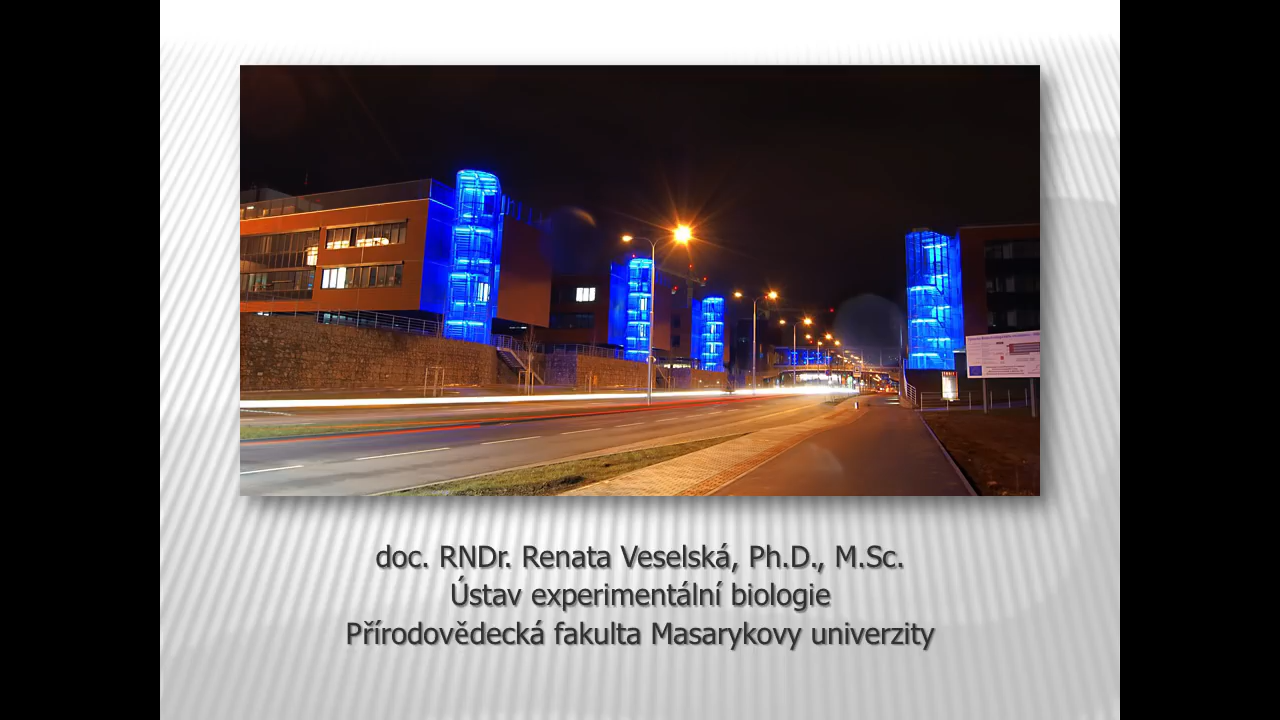 doc. RNDr. Renata Veselská, Ph.D., M.Sc.
Ústav experimentální biologie
Přírodovědecká fakulta Masarykovy univerzity